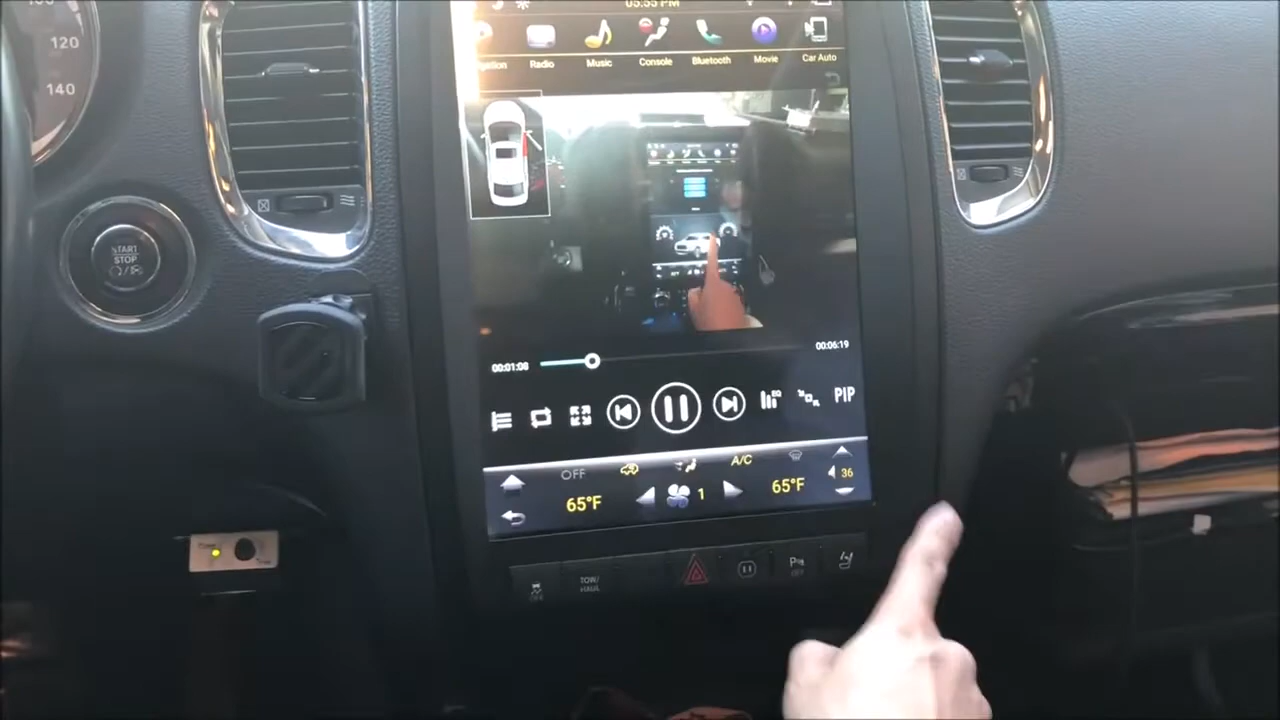 120
140
05:55 PM
Radio
Music
Console
Bluetooth
Movie
Car Auto
START
STOP
00:01:08
00:06:19
PIP
OFF
A/C
36
65°F
1
65°F
TOW/
HAUL
OFF